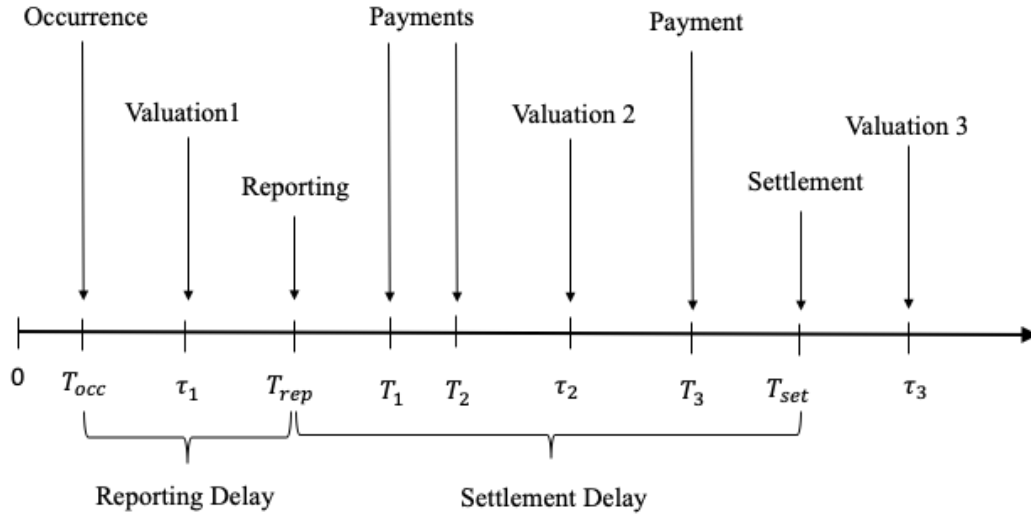 Occurrence
Payments
Payment
Valuation1
Valuation 2
Valuation 3
Reporting
Settlement
0
T_occ
τ_1
T_rep
T_1
T_2
τ_2
T_3
T_set
τ_3
Reporting Delay
Settlement Delay